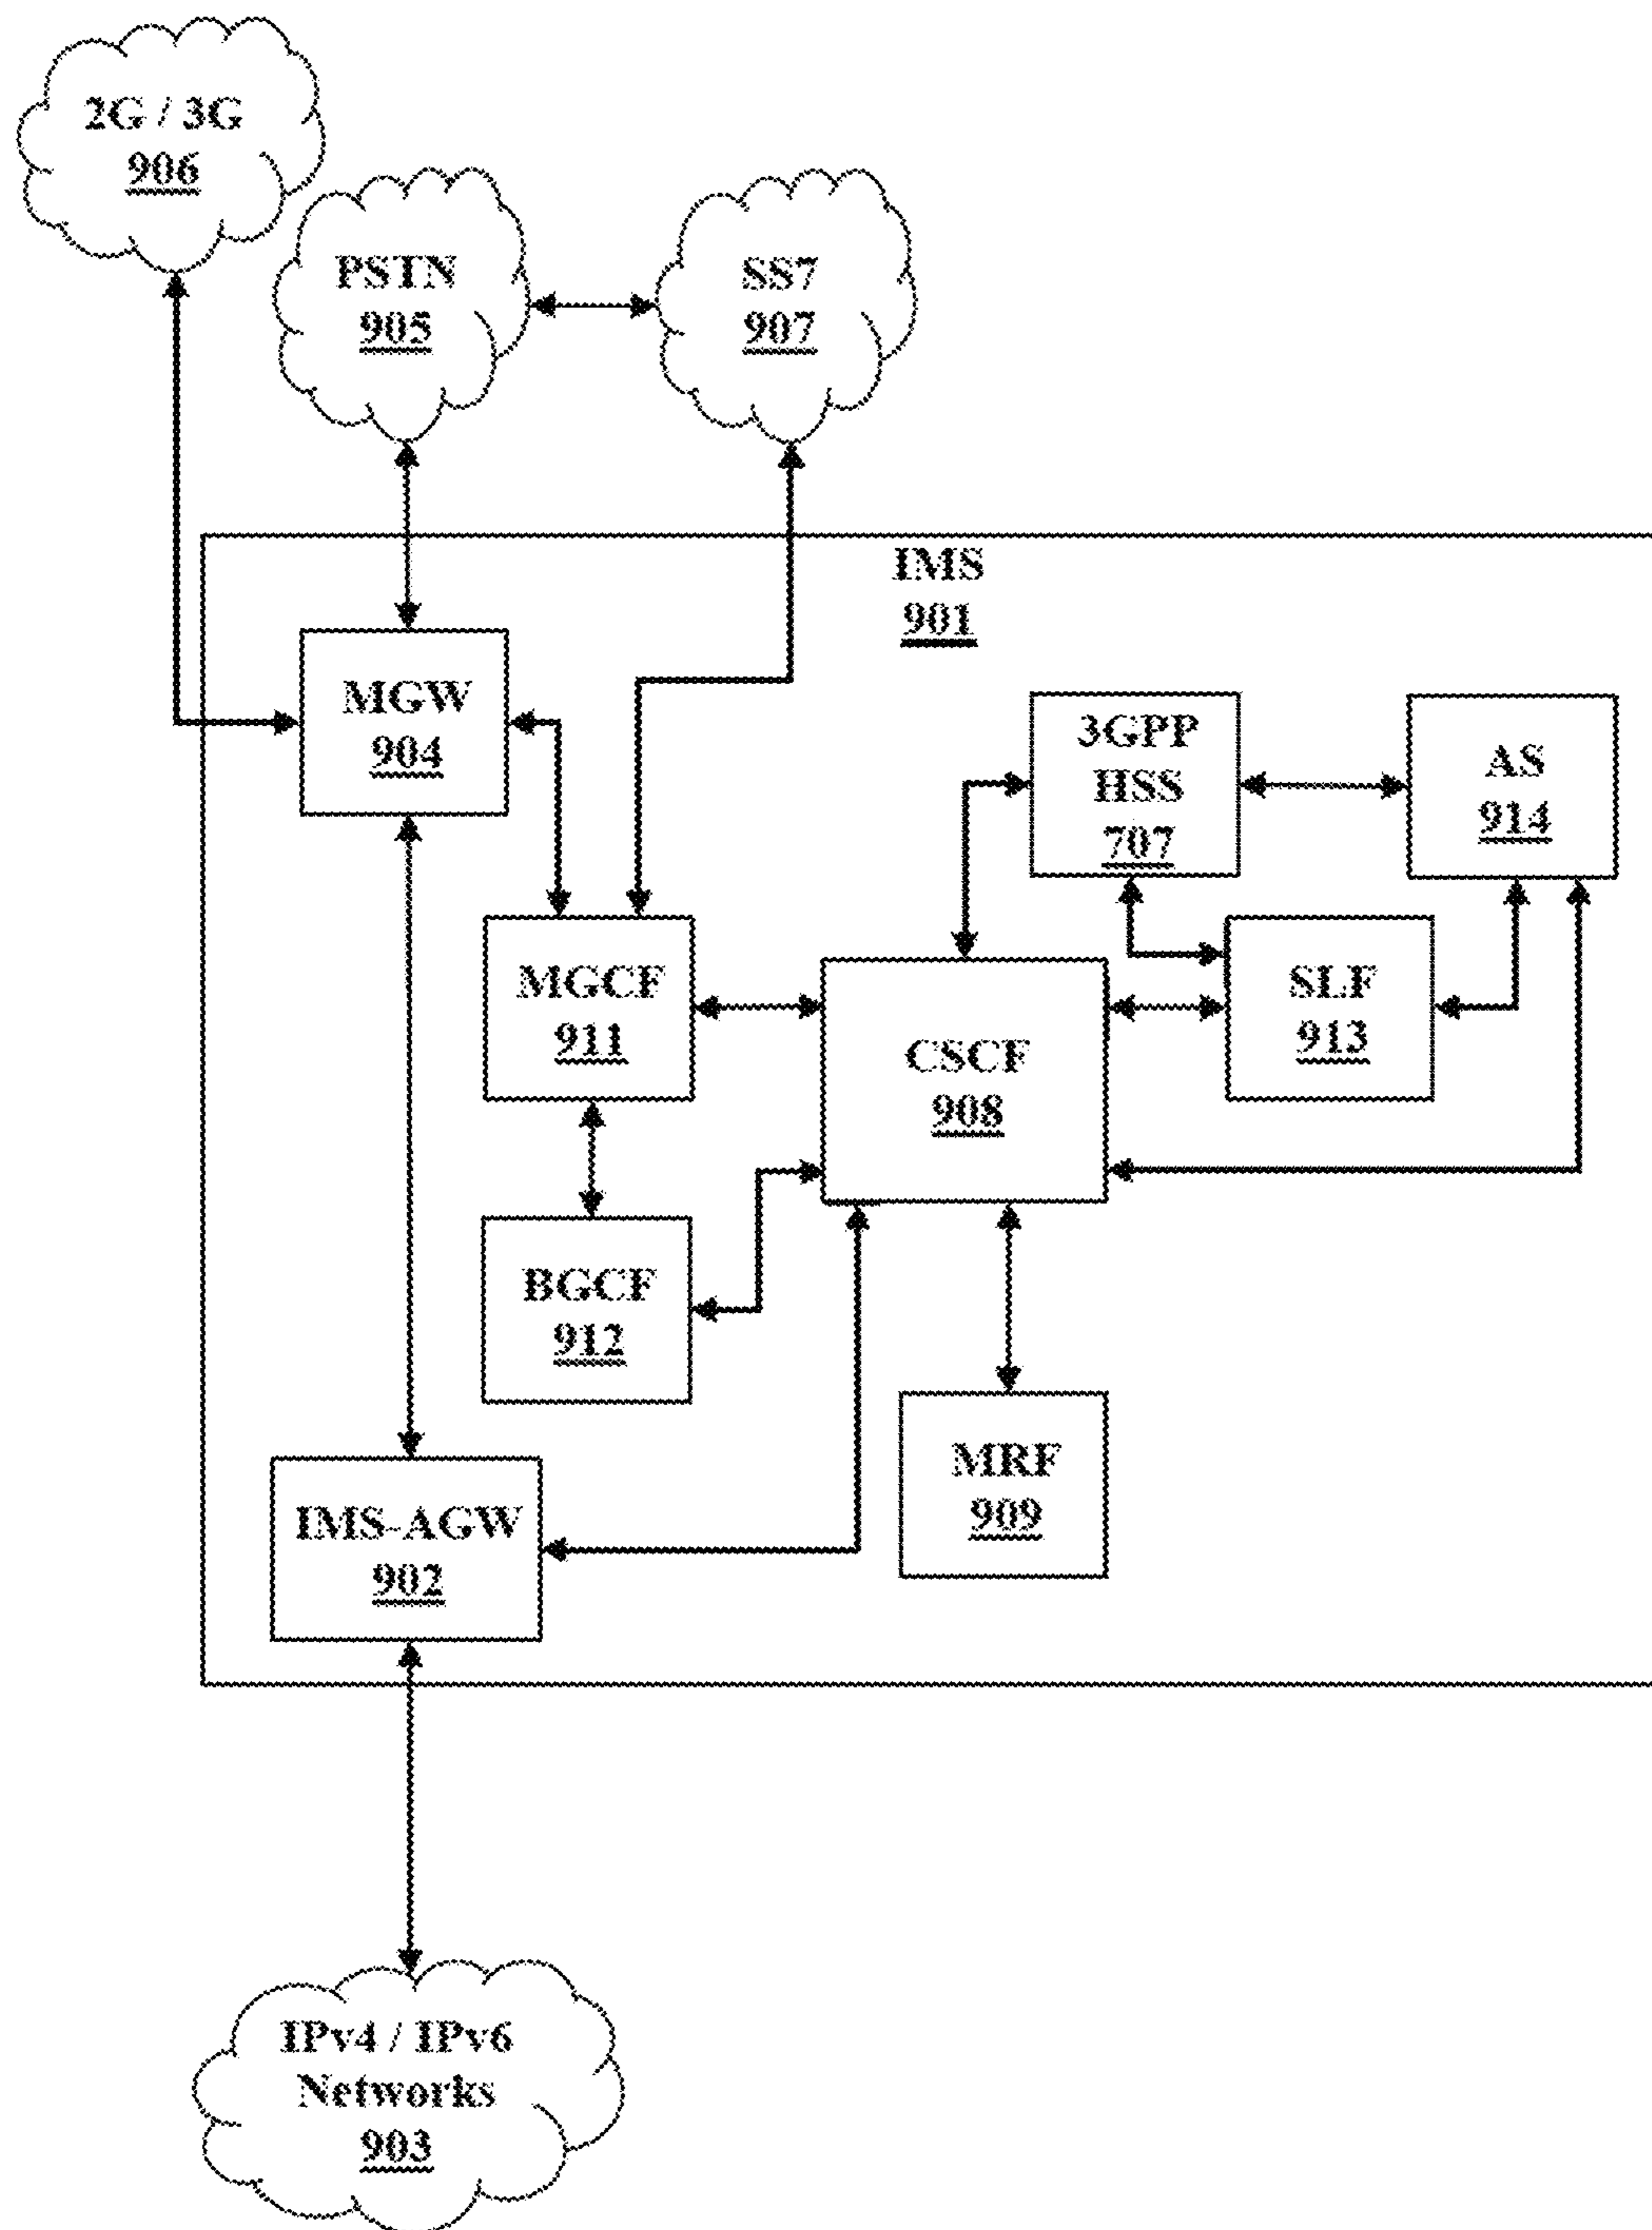 2G / 3G
906
PSTN
905
SS7
907
IMS
901
MGW
904
3GPP
HSS
707
AS
914
MGCF
911
CSCF
908
SLF
913
BGCF
912
MRF
909
IMS-AGW
902
IPv4 / IPv6
Networks
903